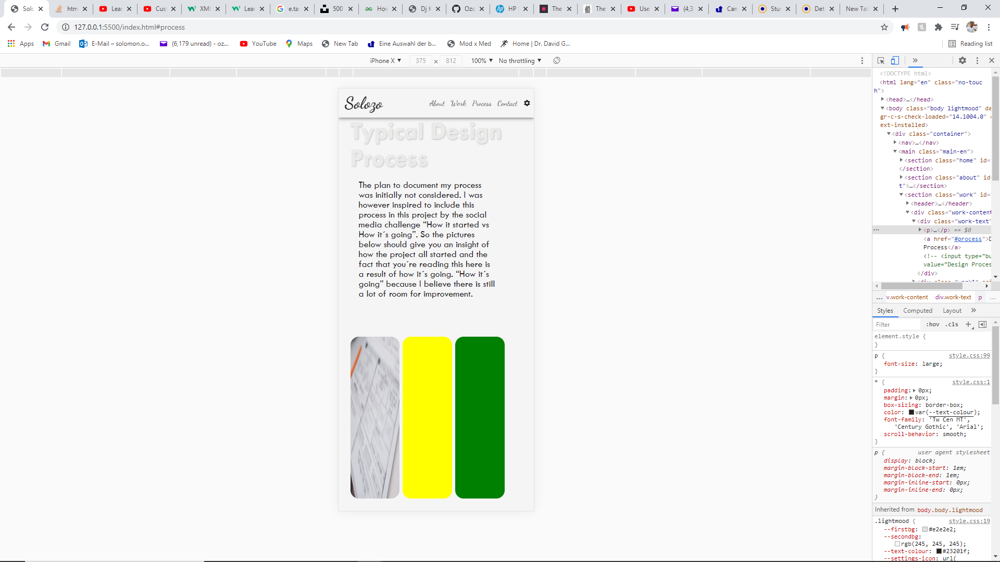 Solo
htm
Lear
Cus
XML
Lear
e.tar
500
Hov
Dj K
Ozo
HP
The
The
Use
(4,3
Can
Stu
Det
New Tab
127.0.0.1:5500/index.html#process
Apps
Gmail
E-Mail – solomon.o...
(6,179 unread) - oz...
YouTube
Maps
New Tab
Eine Auswahl der b...
Mod x Med
Home | Dr. David G...
Reading list
iPhone X ▼ 375 × 812 100% ▼ No throttling ▼
Solozo
About Work Process Contact
Typical Design
Process
The plan to document my process
was initially not considered. I was
however inspired to include this
process in this project by the social
media challenge “How it started vs
How it´s going”. So the pictures
below should give you an insight of
how the project all started and the
fact that you´re reading this here is
a result of how it´s going. “How it´s
going” because I believe there is still
a lot of room for improvement.
<!DOCTYPE html>
<html lang="en" class="no-touc
h">
<head>…</head>
<body class="body lightmood" da
gr-c-s-check-loaded="14.1004.0"
ext-installed>
<div class="container">
<nav>…</nav>
<main class="main-en">
<section class="home" id=
</section>
<section class="about" id
t">…</section>
<section class="work" id=
<header>…</header>
<div class="work-content
<div class="work-text"
<p>…</p> == $0
<a href="#process">D
Process</a>
<!-- <input type="bu
value="Design Proces
</div>
... v.work-content div.work-text p ...
Styles Computed Layout »
Filter :hov .cls +
element.style {
}
p { style.css:99
font-size: large;
}
* { style.css:1
padding: 0px;
margin: 0px;
box-sizing: border-box;
color: var(--text-colour);
font-family: 'Tw Cen MT',
'Century Gothic', 'Arial';
scroll-behavior: smooth;
}
p { user agent stylesheet
display: block;
margin-block-start: 1em;
margin-block-end: 1em;
margin-inline-start: 0px;
margin-inline-end: 0px;
}
Inherited from body.body.lightmood
.lightmood { style.css:19
--firstbg: #e2e2e2;
--secondbg:
rgb(245, 245, 245);
--text-colour: #23201f;
--settings-icon: url(